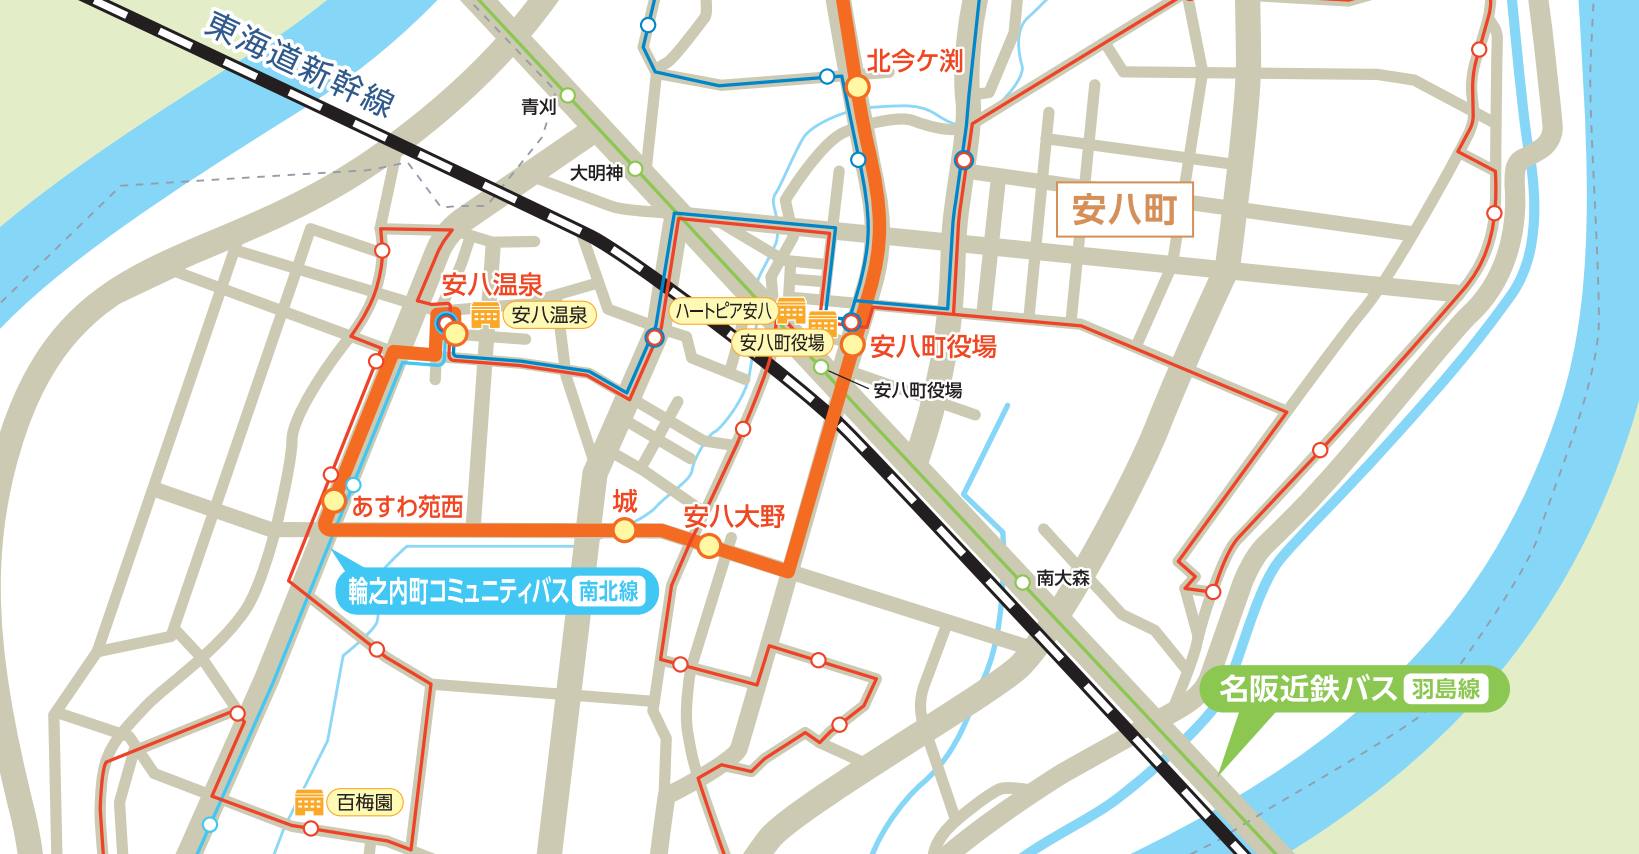 東海道新幹線
北今ケ渕
青刈
大明神
安八町
安八温泉
安八温泉
ハートピア安八
安八町役場
安八町役場
安八町役場
あすわ苑西
城
安八大野
南大森
輪之内町コミュニティバス 南北線
名阪近鉄バス 羽島線
百梅園